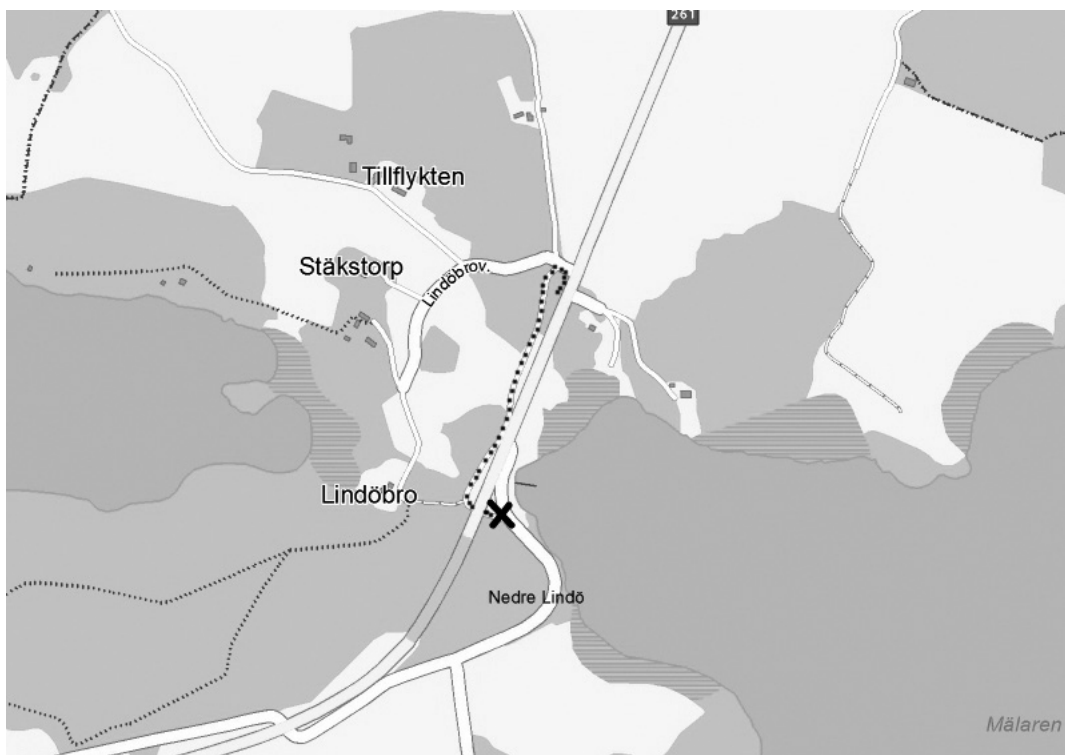 261
Tillflykten
Stäkstorp
Lindöbrov.
Lindöbro
Nedre Lindö
Mälaren